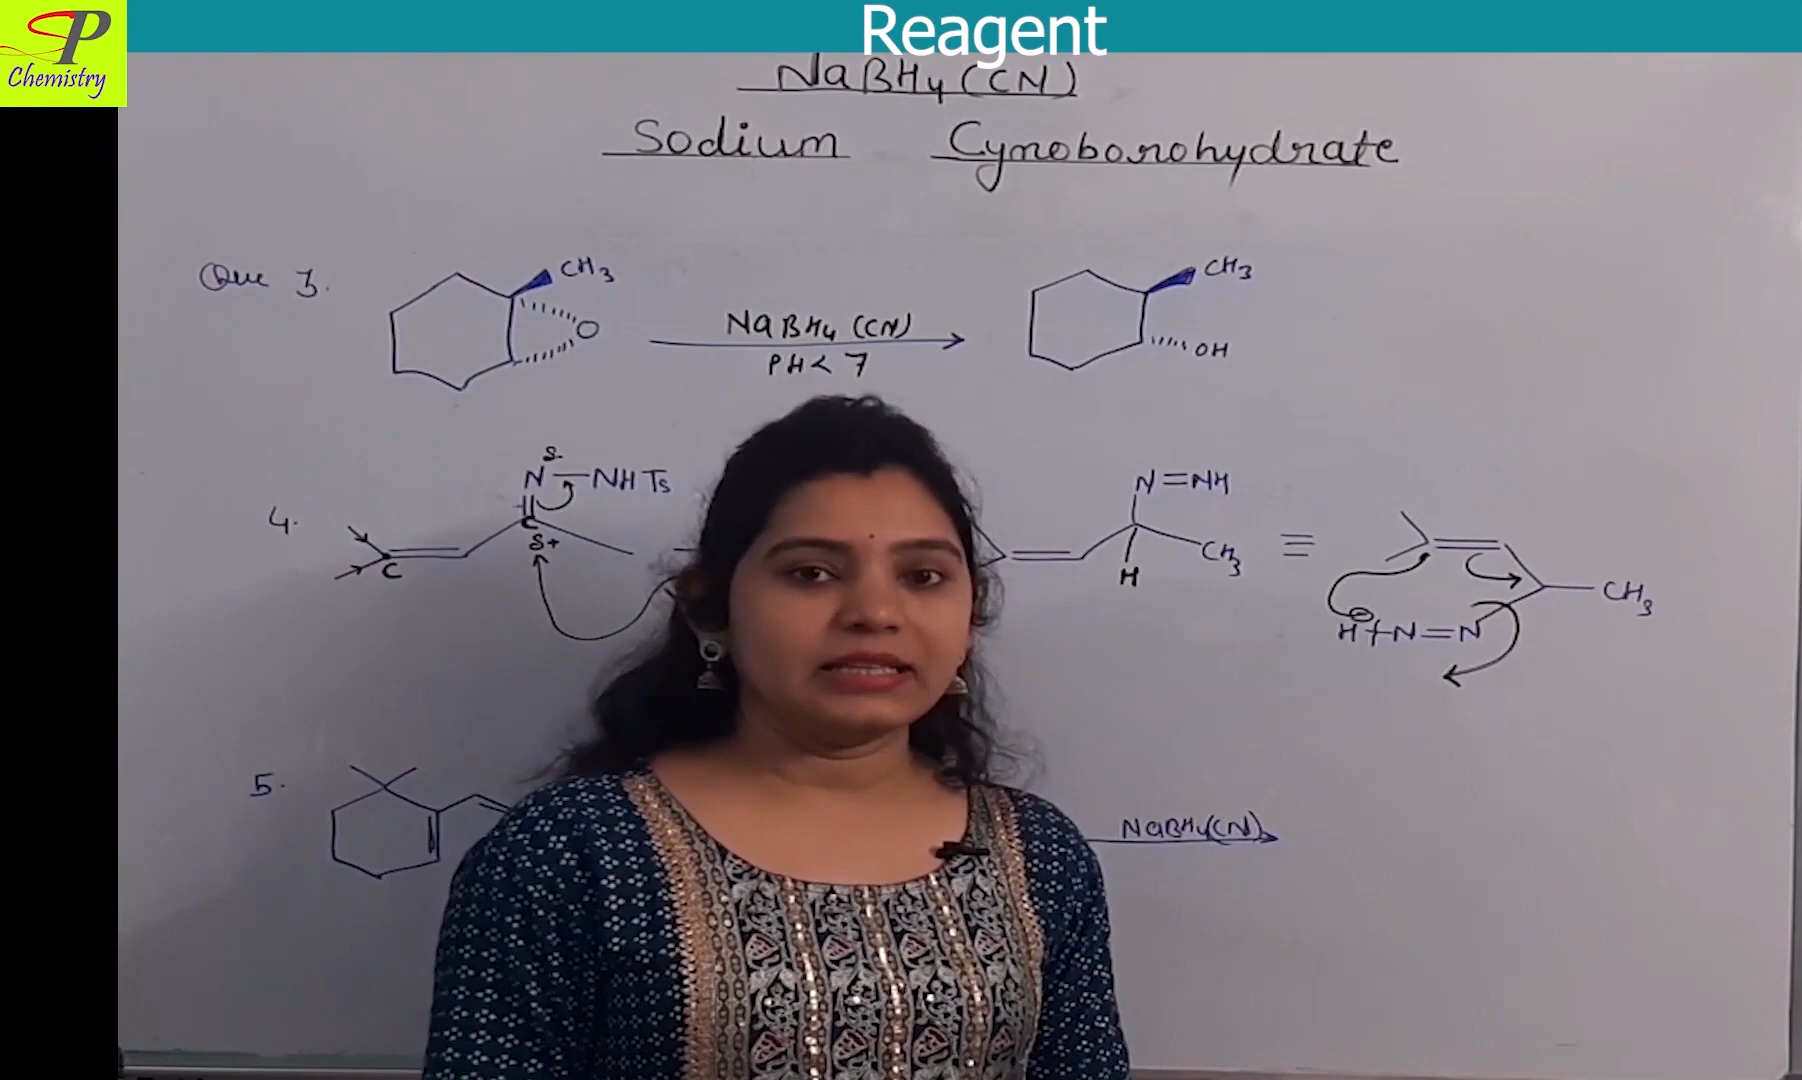 Reagent
SP
Chemistry
NaBH4(CN)
Sodium Cynoborohydrate
Que 3.
CH3
O
NaBH4(CN)
PH<7
CH3
OH
4.
δ-
N-NHTs
C
δ+
C
N=NH
CH3
H
≡
CH3
⊖
H+N=N
5.
NaBH4(CN)